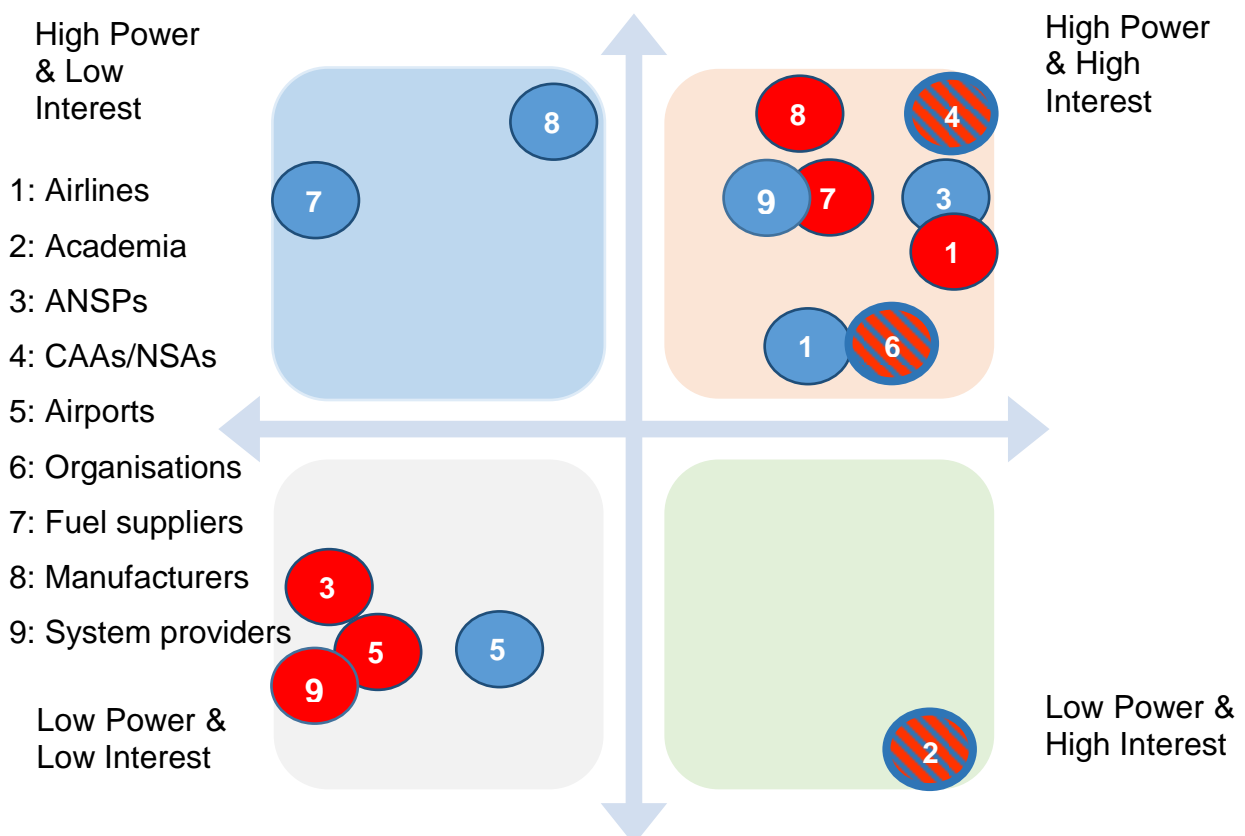 High Power
& Low
Interest
High Power
& High
Interest
8
8
4
7
9
7
3
1
1
6
1: Airlines
2: Academia
3: ANSPs
4: CAAs/NSAs
5: Airports
6: Organisations
7: Fuel suppliers
8: Manufacturers
9: System providers
3
5
5
9
2
Low Power &
Low Interest
Low Power &
High Interest